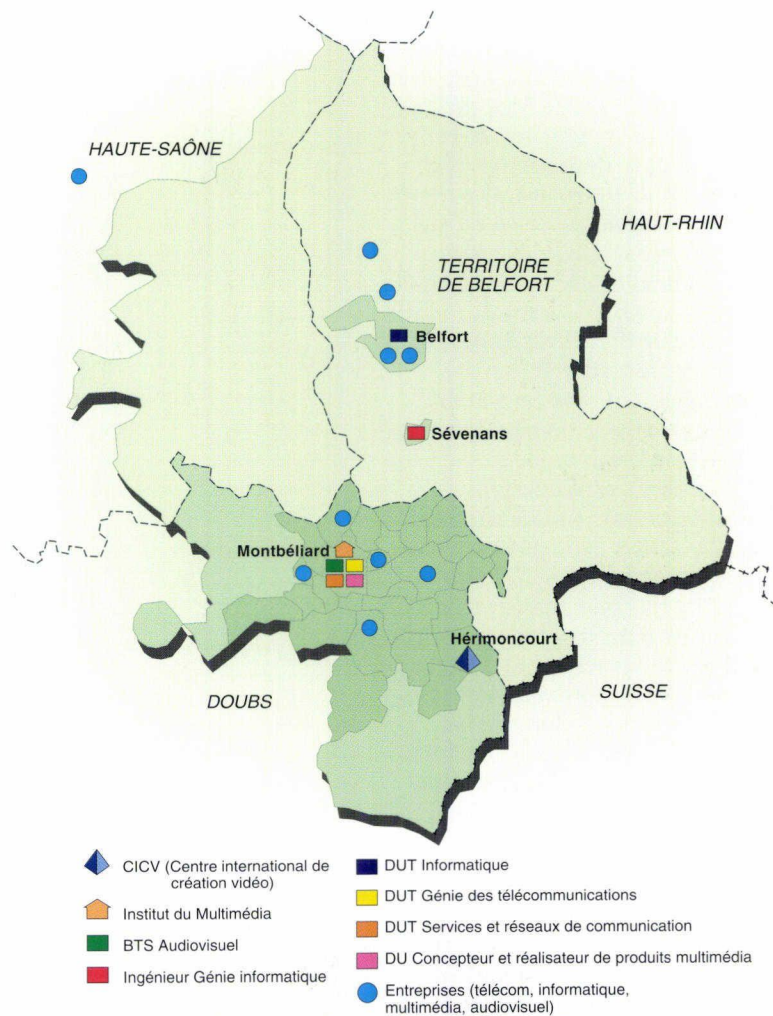 HAUTE-SAÔNE
HAUT-RHIN
TERRITOIRE
DE BELFORT
Belfort
Sévenans
Montbéliard
Hérimoncourt
DOUBS
SUISSE
CICV (Centre international de
création vidéo)
Institut du Multimédia
BTS Audiovisuel
Ingénieur Génie informatique
DUT Informatique
DUT Génie des télécommunications
DUT Services et réseaux de communication
DU Concepteur et réalisateur de produits multimédia
Entreprises (télécom, informatique,
multimédia, audiovisuel)